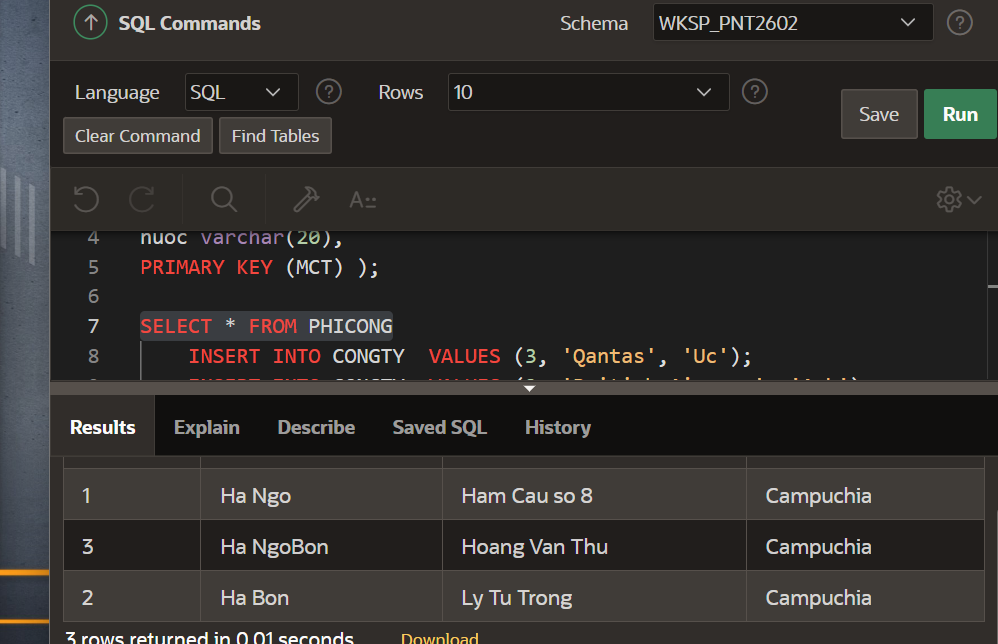 SQL Commands
Schema
WKSP_PNT2602
Language
SQL
Rows
10
Save
Run
Clear Command
Find Tables
4 nuoc varchar(20),
5 PRIMARY KEY (MCT) );
6
7 SELECT * FROM PHICONG
8 INSERT INTO CONGTY  VALUES (3, 'Qantas', 'Uc');
Results
Explain
Describe
Saved SQL
History
1 Ha Ngo Ham Cau so 8 Campuchia
3 Ha NgoBon Hoang Van Thu Campuchia
2 Ha Bon Ly Tu Trong Campuchia
3 rows returned in 0.01 seconds
Download